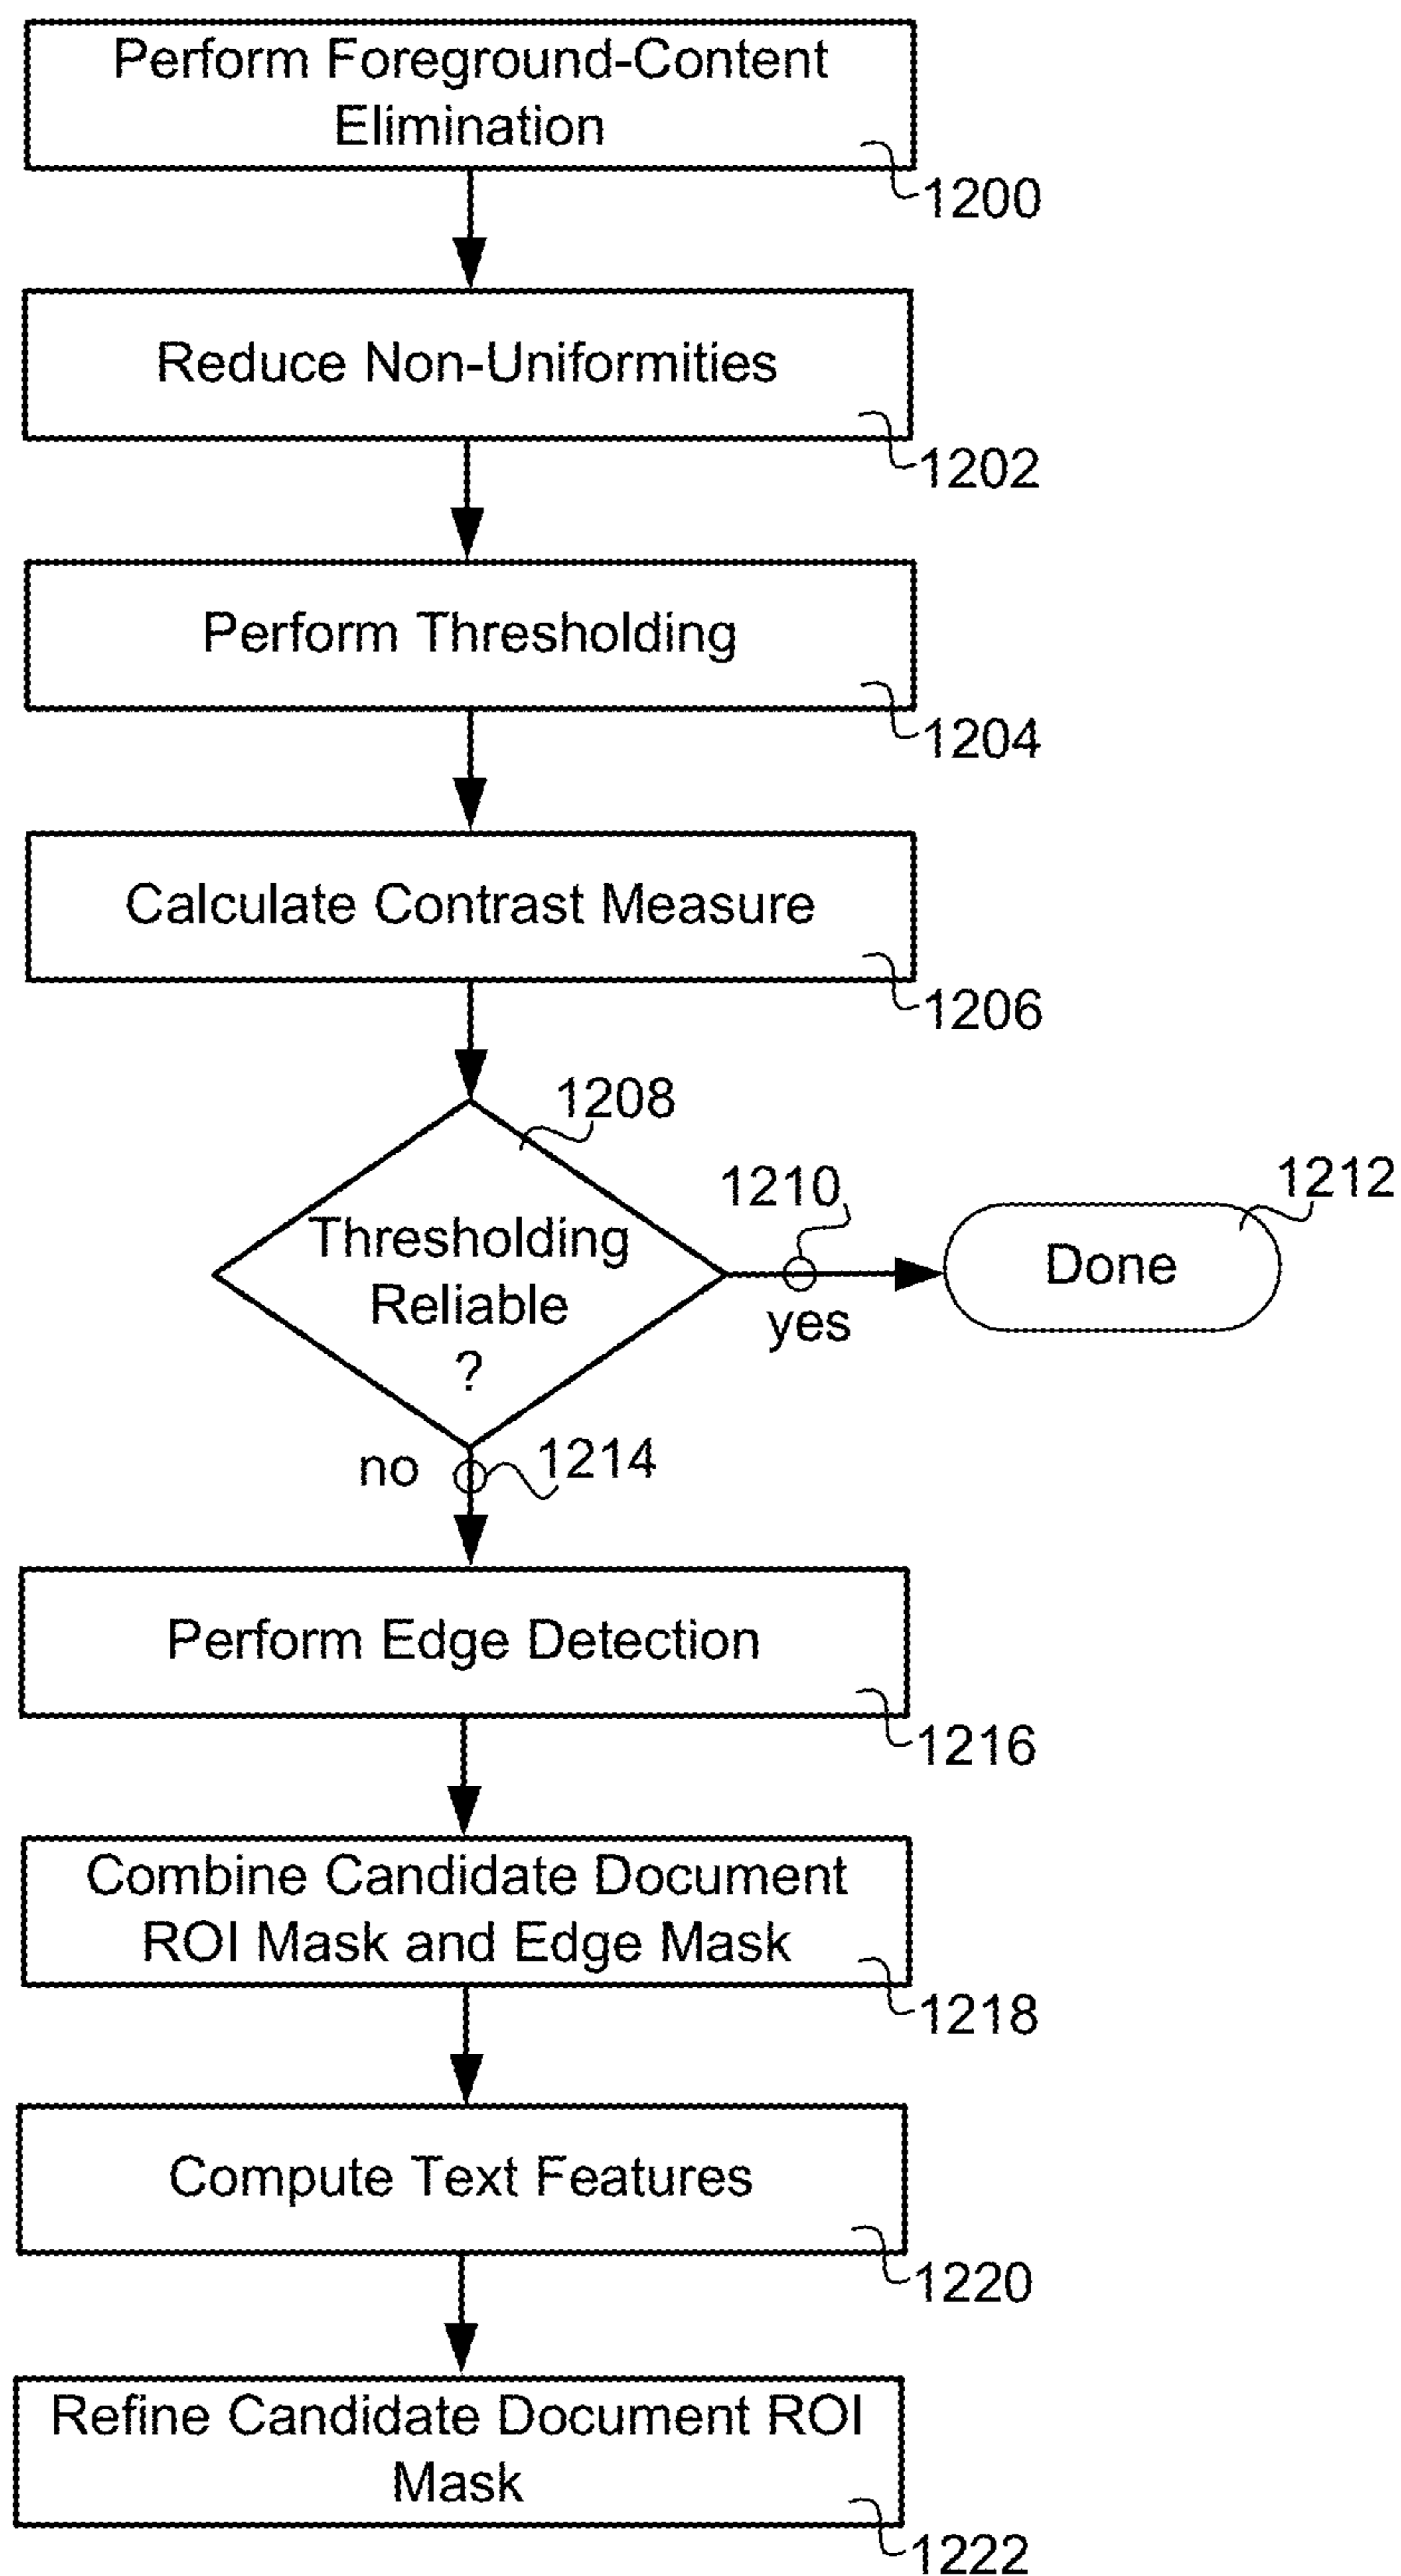 Perform Foreground-Content
Elimination
1200
Reduce Non-Uniformities
1202
Perform Thresholding
1204
Calculate Contrast Measure
1206
1208
Thresholding
Reliable
?
1210
yes
1212
Done
no
1214
Perform Edge Detection
1216
Combine Candidate Document
ROI Mask and Edge Mask
1218
Compute Text Features
1220
Refine Candidate Document ROI
Mask
1222